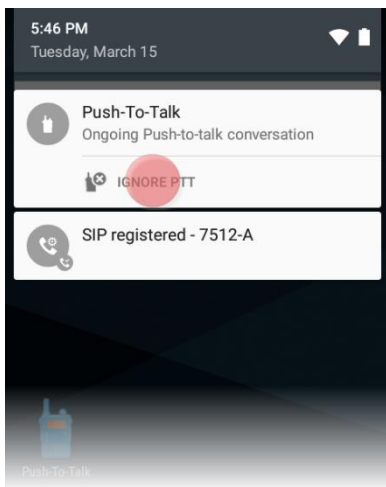 5:46 PM
Tuesday, March 15
Push-To-Talk
Ongoing Push-to-talk conversation
IGNORE PTT
SIP registered - 7512-A
Push-To-Talk